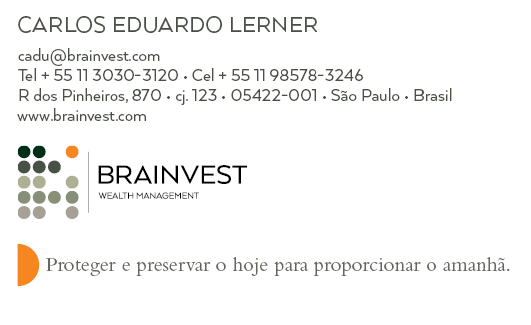 CARLOS EDUARDO LERNER
cadu@brainvest.com
Tel + 55 11 3030-3120 • Cel + 55 11 98578-3246
R dos Pinheiros, 870 • cj. 123 • 05422-001 • São Paulo • Brasil
www.brainvest.com
BRAINVEST
WEALTH MANAGEMENT
Proteger e preservar o hoje para proporcionar o amanhã.